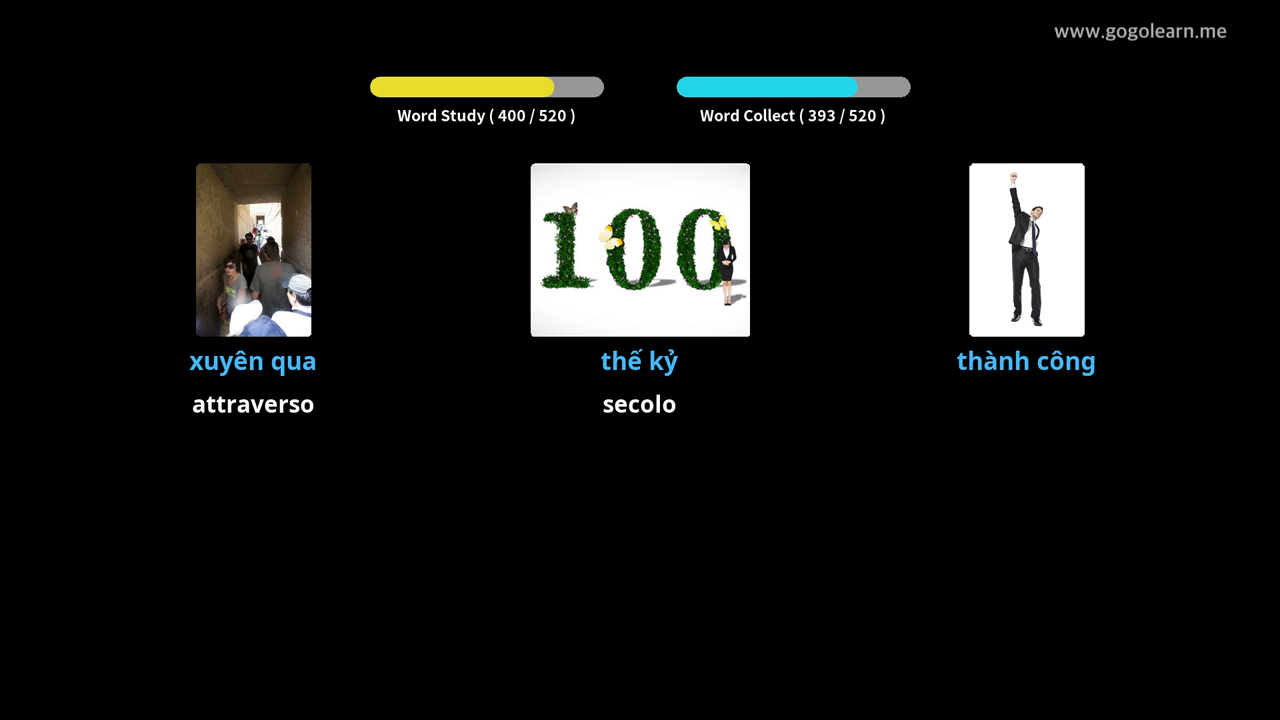 www.gogolearn.me
Word Study ( 400 / 520 )
Word Collect ( 393 / 520 )
100
xuyên qua
attraverso
thế kỷ
secolo
thành công